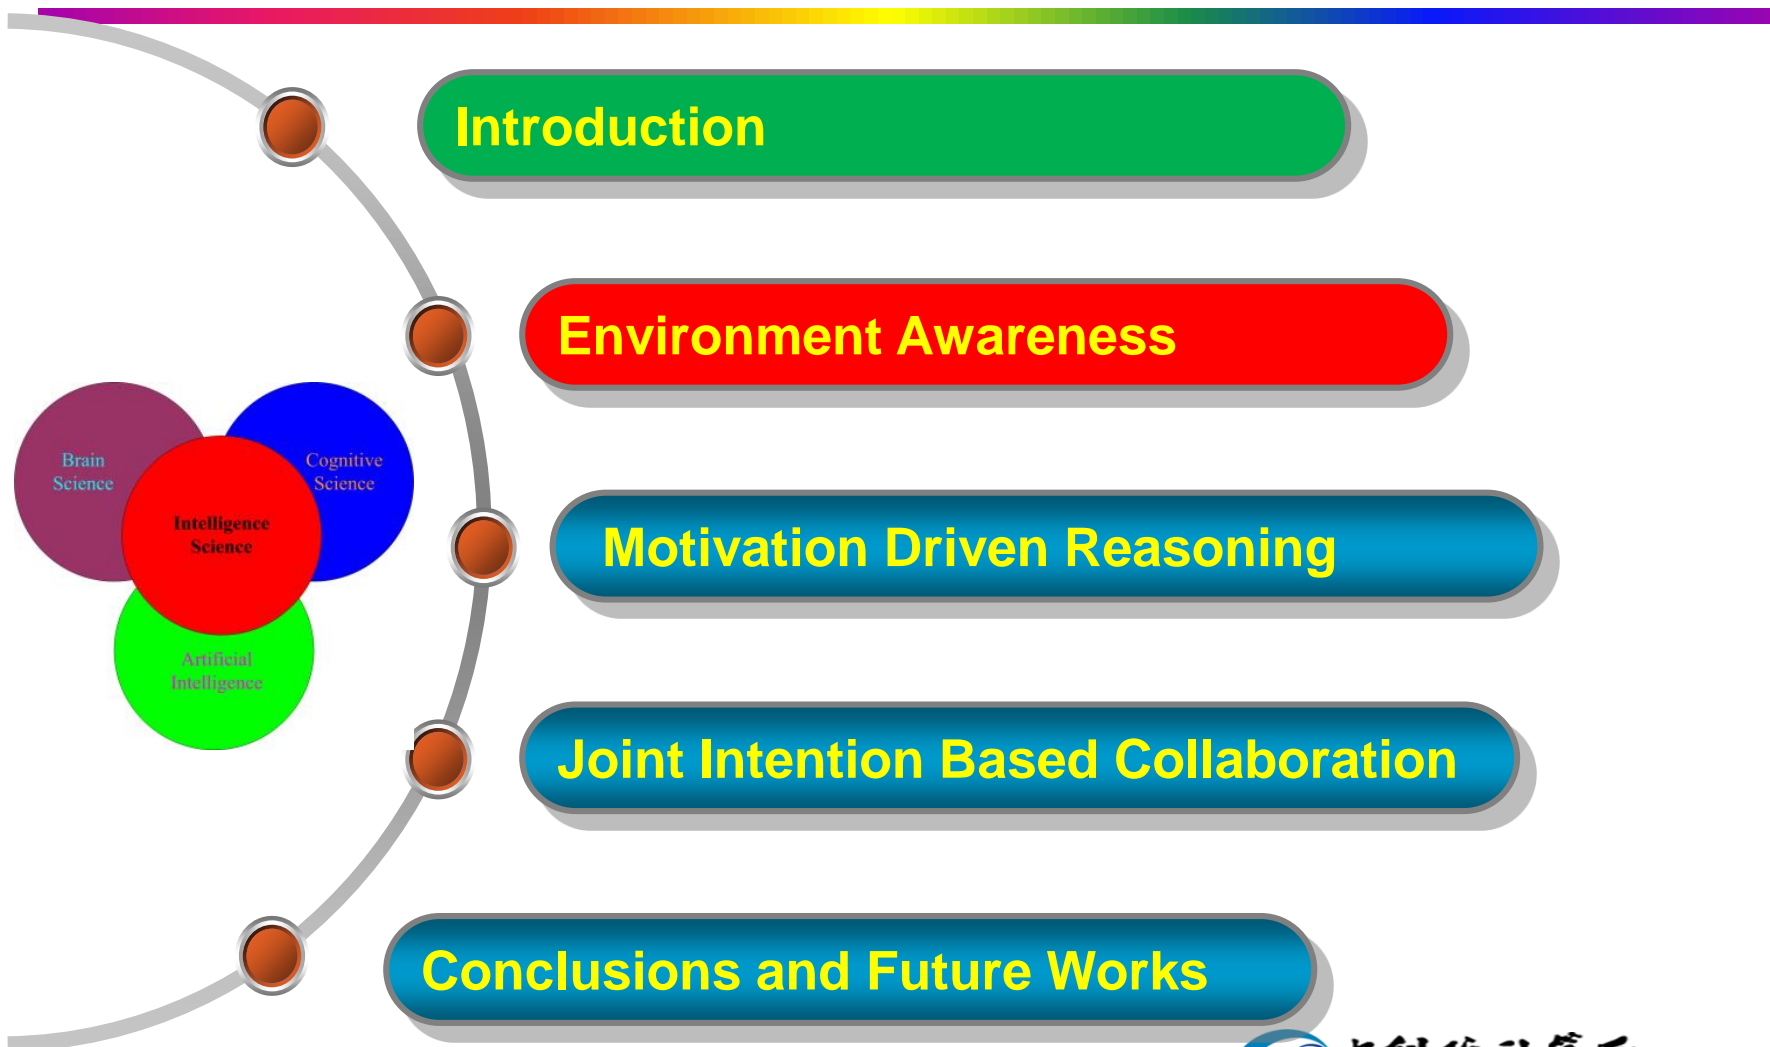 Introduction
Environment Awareness
Brain
Science
Cognitive
Science
Intelligence
Science
Motivation Driven Reasoning
Artificial
Intelligence
Joint Intention Based Collaboration
Conclusions and Future Works